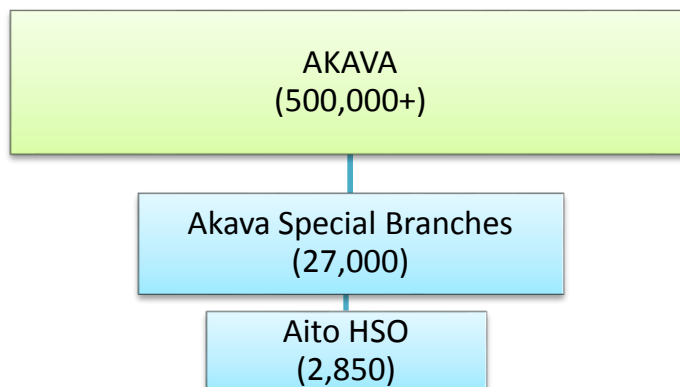 AKAVA
(500,000+)
Akava Special Branches
(27,000)
Aito HSO
(2,850)